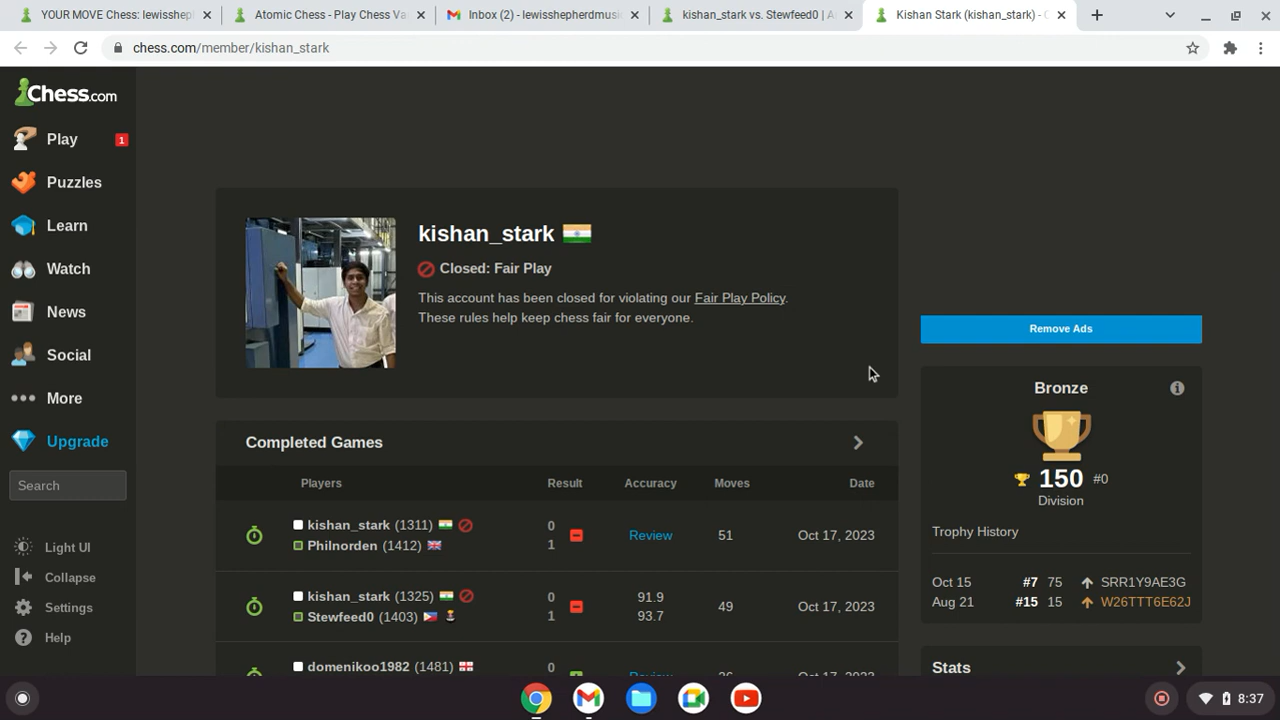 YOUR MOVE Chess: lewisshep
Atomic Chess - Play Chess Va
Inbox (2) - lewisshepherdmusi
kishan_stark vs. Stewfeed0 | A
Kishan Stark (kishan_stark) - C
chess.com/member/kishan_stark
Chess.com
Play
1
Puzzles
Learn
Watch
News
Social
More
Upgrade
Search
Light UI
Collapse
Settings
Help
kishan_stark
Closed: Fair Play
This account has been closed for violating our Fair Play Policy.
These rules help keep chess fair for everyone.
Completed Games
Players Result Accuracy Moves Date
kishan_stark (1311) 0
Philnorden (1412) 1
Review 51 Oct 17, 2023
kishan_stark (1325) 0 91.9
Stewfeed0 (1403) 1 93.7
49 Oct 17, 2023
domenikoo1982 (1481) 0
Review 36 Oct 17, 2023
Remove Ads
Bronze
150 #0
Division
Trophy History
Oct 15 #7 75 SRR1Y9AE3G
Aug 21 #15 15 W26TTT6E62J
Stats
8:37